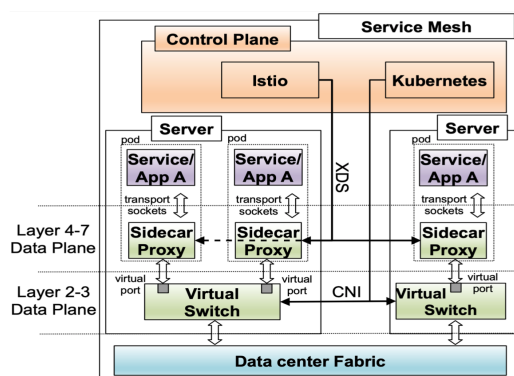 Service Mesh
Control Plane
Istio
Kubernetes
Server
Server
pod
pod
pod
Service/
App A
Service/
App A
Service/
App A
XDS
transport
sockets
transport
sockets
transport
sockets
Layer 4-7
Data Plane
Sidecar
Proxy
Sidecar
Proxy
Sidecar
Proxy
virtual
port
virtual
port
virtual
port
Layer 2-3
Data Plane
Virtual
Switch
CNI
Virtual
Switch
Data center Fabric